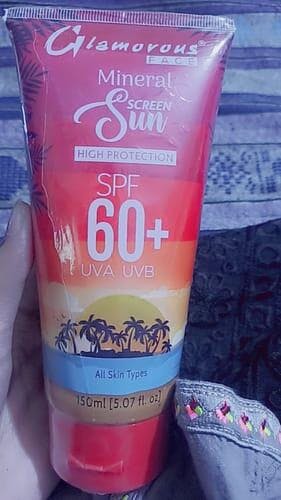 Glamorous®
FACE
Mineral
SCREEN
Sun
HIGH PROTECTION
SPF
60+
UVA UVB
All Skin Types
150ml [5.07 fl. oz]